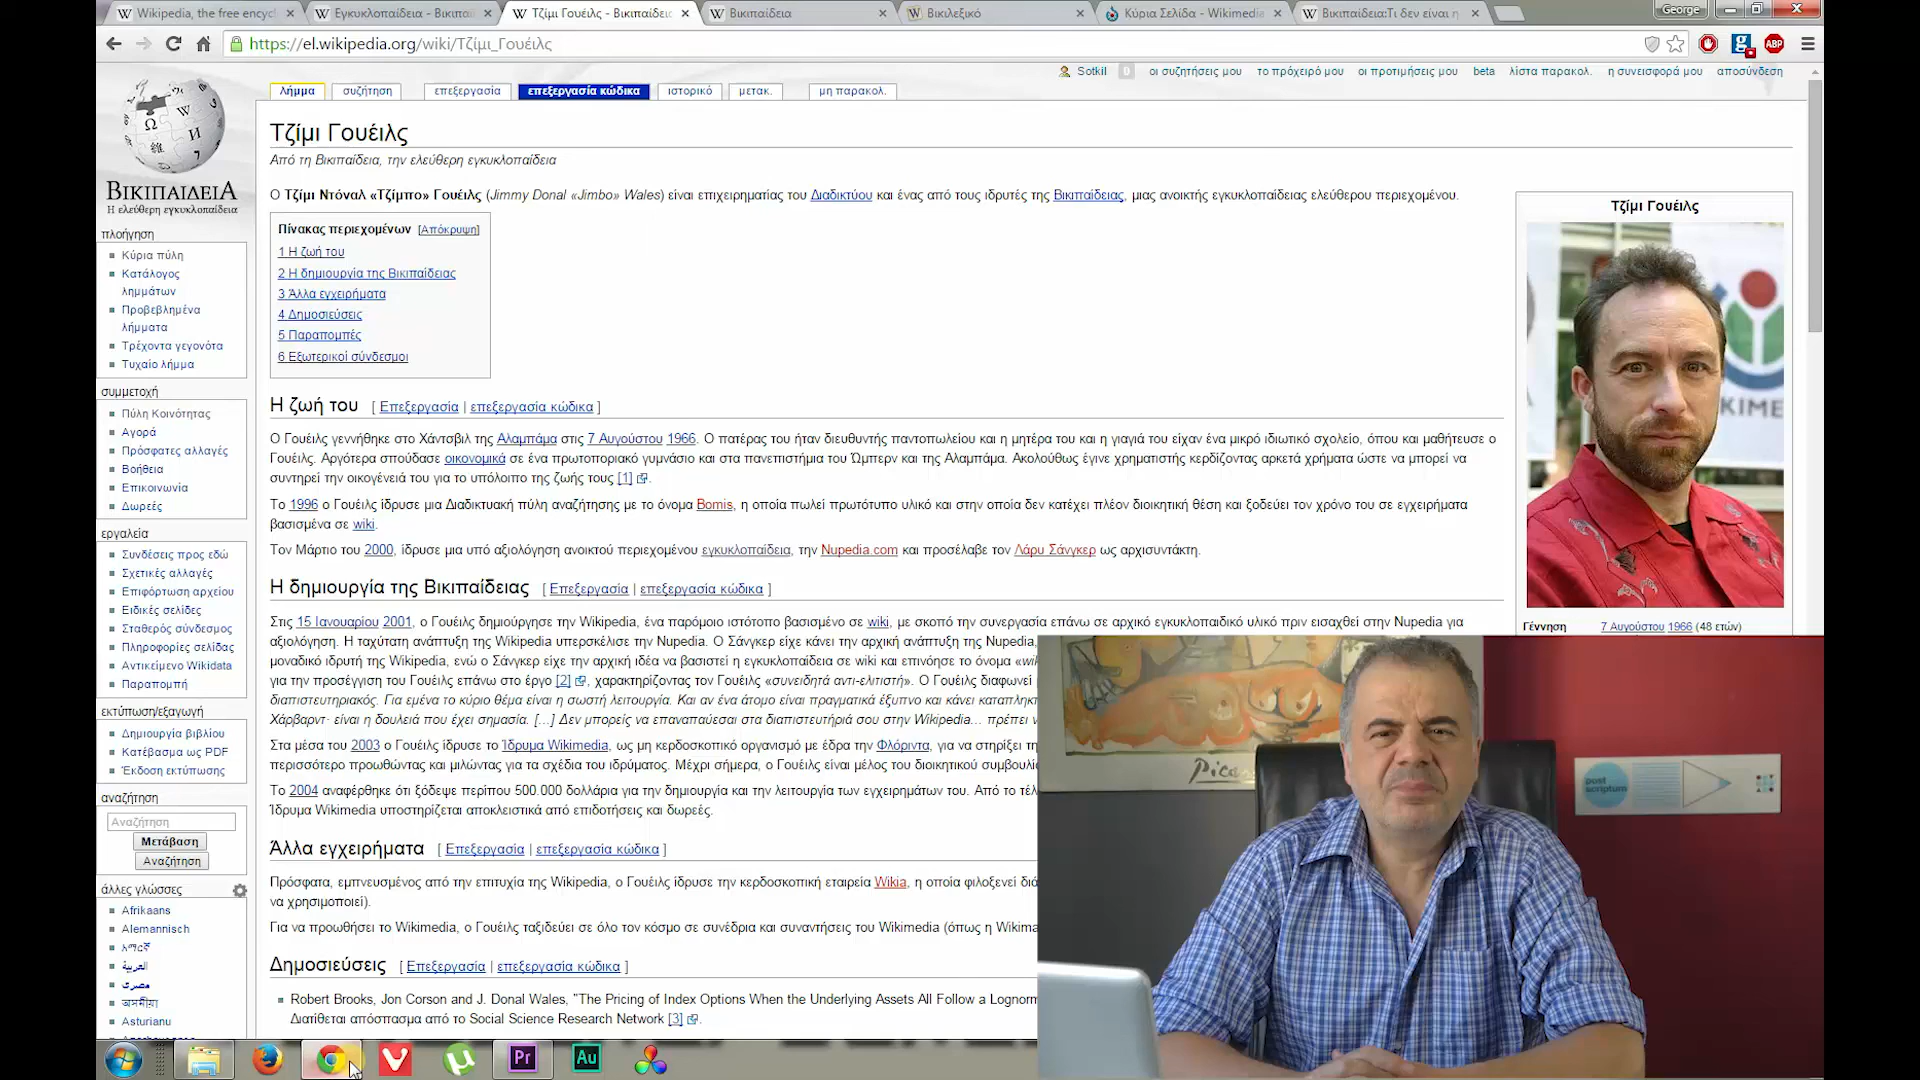 Wikipedia, the free encyc
Εγκυκλοπαίδεια - Βικιπαί
Τζίμι Γουέιλς - Βικιπαίδει
Βικιπαίδεια
Βικιλεξικό
Κύρια Σελίδα - Wikimedi
Βικιπαίδεια:Τι δεν είναι η
George
https://el.wikipedia.org/wiki/Τζίμι_Γουέιλς
ABP
Sotkil 0 οι συζητήσεις μου το πρόχειρό μου οι προτιμήσεις μου beta λίστα παρακολ. η συνεισφορά μου αποσύνδεση
λήμμα συζήτηση επεξεργασία επεξεργασία κώδικα ιστορικό μετακ. μη παρακολ.
ΒΙΚΙΠΑΙΔΕΙΑ
Η ελεύθερη εγκυκλοπαίδεια
πλοήγηση
Κύρια πύλη
Κατάλογος
λημμάτων
Προβεβλημένα
λήμματα
Τρέχοντα γεγονότα
Τυχαίο λήμμα
συμμετοχή
Πύλη Κοινότητας
Αγορά
Πρόσφατες αλλαγές
Βοήθεια
Επικοινωνία
Δωρεές
εργαλεία
Συνδέσεις προς εδώ
Σχετικές αλλαγές
Επιφόρτωση αρχείου
Ειδικές σελίδες
Σταθερός σύνδεσμος
Πληροφορίες σελίδας
Αντικείμενο Wikidata
Παραπομπή
εκτύπωση/εξαγωγή
Δημιουργία βιβλίου
Κατέβασμα ως PDF
Έκδοση εκτύπωσης
αναζήτηση
Αναζήτηση
Μετάβαση
Αναζήτηση
άλλες γλώσσες
Afrikaans
Alemannisch
አማርኛ
العربية
مصرى
অসমীয়া
Asturianu
Τζίμι Γουέιλς
Από τη Βικιπαίδεια, την ελεύθερη εγκυκλοπαίδεια
Ο Τζίμι Ντόναλ «Τζίμπο» Γουέιλς (Jimmy Donal «Jimbo» Wales) είναι επιχειρηματίας του Διαδικτύου και ένας από τους ιδρυτές της Βικιπαίδειας, μιας ανοικτής εγκυκλοπαίδειας ελεύθερου περιεχομένου.
Πίνακας περιεχομένων [Απόκρυψη]
1 Η ζωή του
2 Η δημιουργία της Βικιπαίδειας
3 Άλλα εγχειρήματα
4 Δημοσιεύσεις
5 Παραπομπές
6 Εξωτερικοί σύνδεσμοι
Η ζωή του [ Επεξεργασία | επεξεργασία κώδικα ]
Ο Γουέιλς γεννήθηκε στο Χάντσβιλ της Αλαμπάμα στις 7 Αυγούστου 1966. Ο πατέρας του ήταν διευθυντής παντοπωλείου και η μητέρα του και η γιαγιά του είχαν ένα μικρό ιδιωτικό σχολείο, όπου και μαθήτευσε ο
Γουέιλς. Αργότερα σπούδασε οικονομικά σε ένα πρωτοποριακό γυμνάσιο και στα πανεπιστήμια του Ώμπερν και της Αλαμπάμα. Ακολούθως έγινε χρηματιστής κερδίζοντας αρκετά χρήματα ώστε να μπορεί να
συντηρεί την οικογένειά του για το υπόλοιπο της ζωής τους [1].
Το 1996 ο Γουέιλς ίδρυσε μια Διαδικτυακή πύλη αναζήτησης με το όνομα Bomis, η οποία πωλεί πρωτότυπο υλικό και στην οποία δεν κατέχει πλέον διοικητική θέση και ξοδεύει τον χρόνο του σε εγχειρήματα
βασισμένα σε wiki.
Τον Μάρτιο του 2000, ίδρυσε μια υπό αξιολόγηση ανοικτού περιεχομένου εγκυκλοπαίδεια, την Nupedia.com και προσέλαβε τον Λάρυ Σάνγκερ ως αρχισυντάκτη.
Η δημιουργία της Βικιπαίδειας [ Επεξεργασία | επεξεργασία κώδικα ]
Στις 15 Ιανουαρίου 2001, ο Γουέιλς δημιούργησε την Wikipedia, ένα παρόμοιο ιστότοπο βασισμένο σε wiki, με σκοπό την συνεργασία επάνω σε αρχικό εγκυκλοπαιδικό υλικό πριν εισαχθεί στην Nupedia για
αξιολόγηση. Η ταχύτατη ανάπτυξη της Wikipedia υπερσκέλισε την Nupedia. Ο Σάνγκερ είχε κάνει την αρχική ανάπτυξη της Nupedia,
μοναδικό ιδρυτή της Wikipedia, ενώ ο Σάνγκερ είχε την αρχική ιδέα να βασιστεί η εγκυκλοπαίδεια σε wiki και επινόησε το όνομα «wik
για την προσέγγιση του Γουέιλς επάνω στο έργο [2], χαρακτηρίζοντας τον Γουέιλς «συνειδητά αντι-ελιτιστή». Ο Γουέιλς διαφωνεί
διαπιστευτηριακός. Για εμένα το κύριο θέμα είναι η σωστή λειτουργία. Και αν ένα άτομο είναι πραγματικά έξυπνο και κάνει καταπληκτ
Χάρβαρντ· είναι η δουλειά που έχει σημασία. [...] Δεν μπορείς να επαναπαύεσαι στα διαπιστευτήριά σου στην Wikipedia... πρέπει ν
Στα μέσα του 2003 ο Γουέιλς ίδρυσε το Ίδρυμα Wikimedia, ως μη κερδοσκοπικό οργανισμό με έδρα την Φλόριντα, για να στηρίξει τη
περισσότερο προωθώντας και μιλώντας για τα σχέδια του ιδρύματος. Μέχρι σήμερα, ο Γουέιλς είναι μέλος του διοικητικού συμβουλίο
Το 2004 αναφέρθηκε ότι ξόδεψε περίπου 500.000 δολλάρια για την δημιουργία και την λειτουργία των εγχειρημάτων του. Από το τέλ
Ίδρυμα Wikimedia υποστηρίζεται αποκλειστικά από επιδοτήσεις και δωρεές.
Άλλα εγχειρήματα [ Επεξεργασία | επεξεργασία κώδικα ]
Πρόσφατα, εμπνευσμένος από την επιτυχία της Wikipedia, ο Γουέιλς ίδρυσε την κερδοσκοπική εταιρεία Wikia, η οποία φιλοξενεί διά
να χρησιμοποιεί).
Για να προωθήσει το Wikimedia, ο Γουέιλς ταξιδεύει σε όλο τον κόσμο σε συνέδρια και συναντήσεις του Wikimedia (όπως η Wikima
Δημοσιεύσεις [ Επεξεργασία | επεξεργασία κώδικα ]
Robert Brooks, Jon Corson and J. Donal Wales, "The Pricing of Index Options When the Underlying Assets All Follow a Lognorm
Διατίθεται απόσπασμα από το Social Science Research Network [3].
Τζίμι Γουέιλς
KIME
Γέννηση 7 Αυγούστου 1966 (48 ετών)
Picas
post
scriptum
Pr
Au